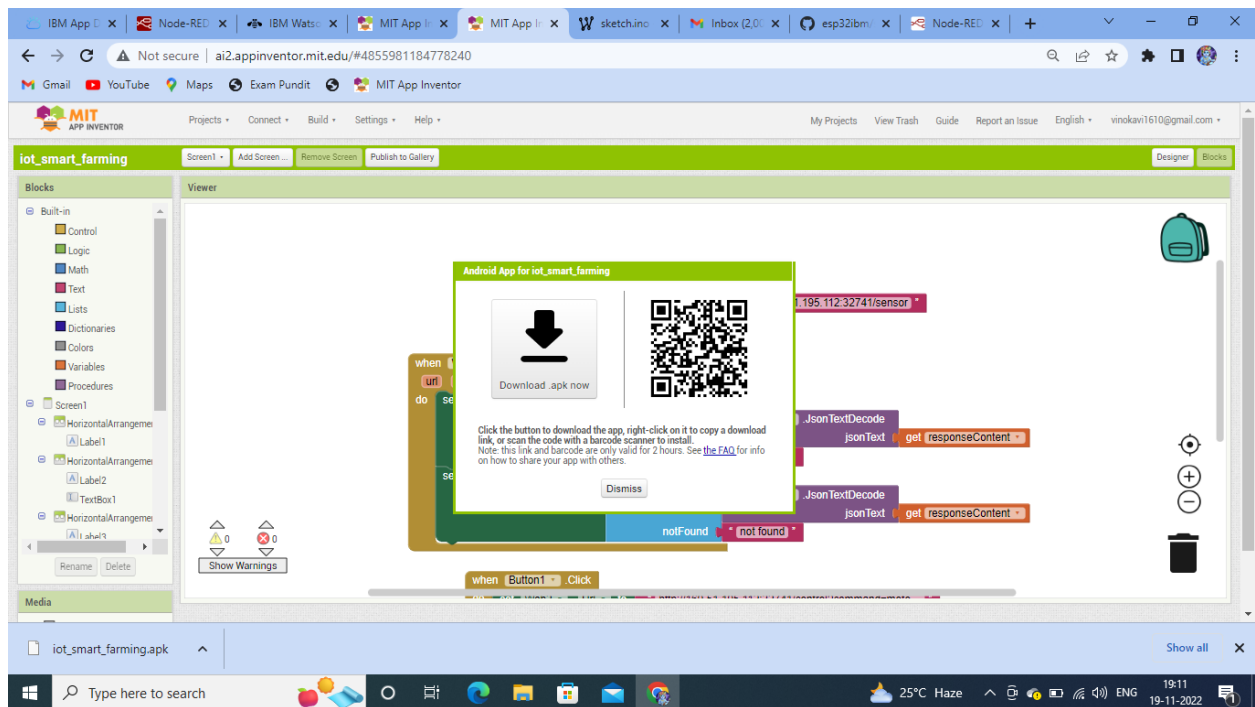 IBM App D
Node-RED
IBM Wats
MIT App In
MIT App In
sketch.ino
Inbox (2,0
esp32ibm/
Node-RED
Not secure
ai2.appinventor.mit.edu/#4855981184778240
Gmail YouTube Maps Exam Pundit MIT App Inventor
MIT
APP INVENTOR
Projects Connect Build Settings Help
My Projects View Trash Guide Report an Issue English vinokavi1610@gmail.com
iot_smart_farming
Screen1 Add Screen ... Remove Screen Publish to Gallery
Designer Blocks
Blocks
Viewer
Built-in
Control
Logic
Math
Text
Lists
Dictionaries
Colors
Variables
Procedures
Screen1
HorizontalArrangemen
Label1
HorizontalArrangemen
Label2
TextBox1
HorizontalArrangemen
Label3
Rename Delete
Media
Android App for iot_smart_farming
Download .apk now
Click the button to download the app, right-click on it to copy a download
link, or scan the code with a barcode scanner to install.
Note: this link and barcode are only valid for 2 hours. See the FAQ for info
on how to share your app with others.
Dismiss
1.195.112:32741/sensor "
when
url
do se
.JsonTextDecode
jsonText get responseContent
se
.JsonTextDecode
jsonText get responseContent
notFound " not found "
0 0
Show Warnings
when Button1 .Click
iot_smart_farming.apk
Show all
Type here to search
25°C Haze
ENG
19:11
19-11-2022
1